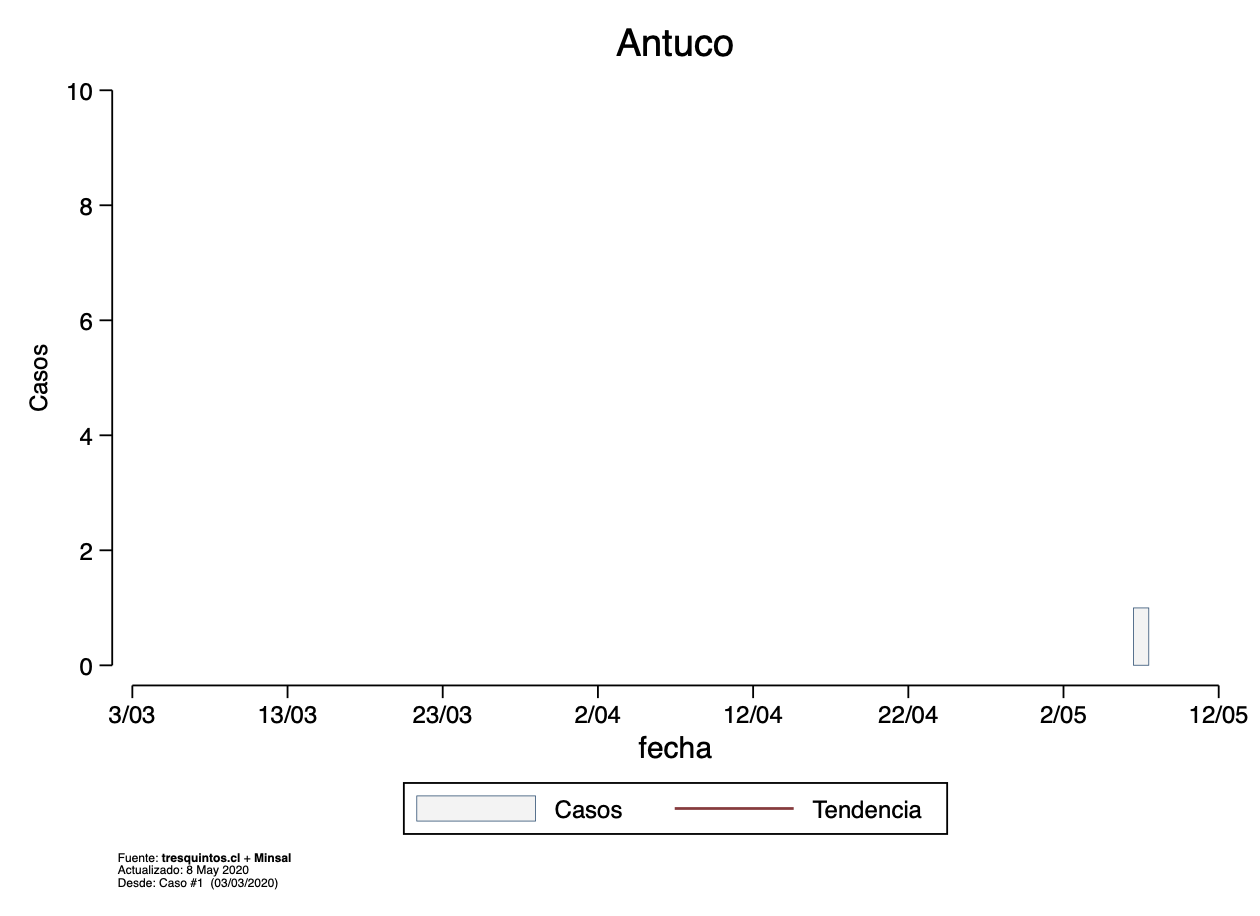 Antuco
10
8
6
4
2
0
Casos
3/03 13/03 23/03 2/04 12/04 22/04 2/05 12/05
fecha
Casos Tendencia
Fuente: tresquintos.cl + Minsal
Actualizado: 8 May 2020
Desde: Caso #1 (03/03/2020)